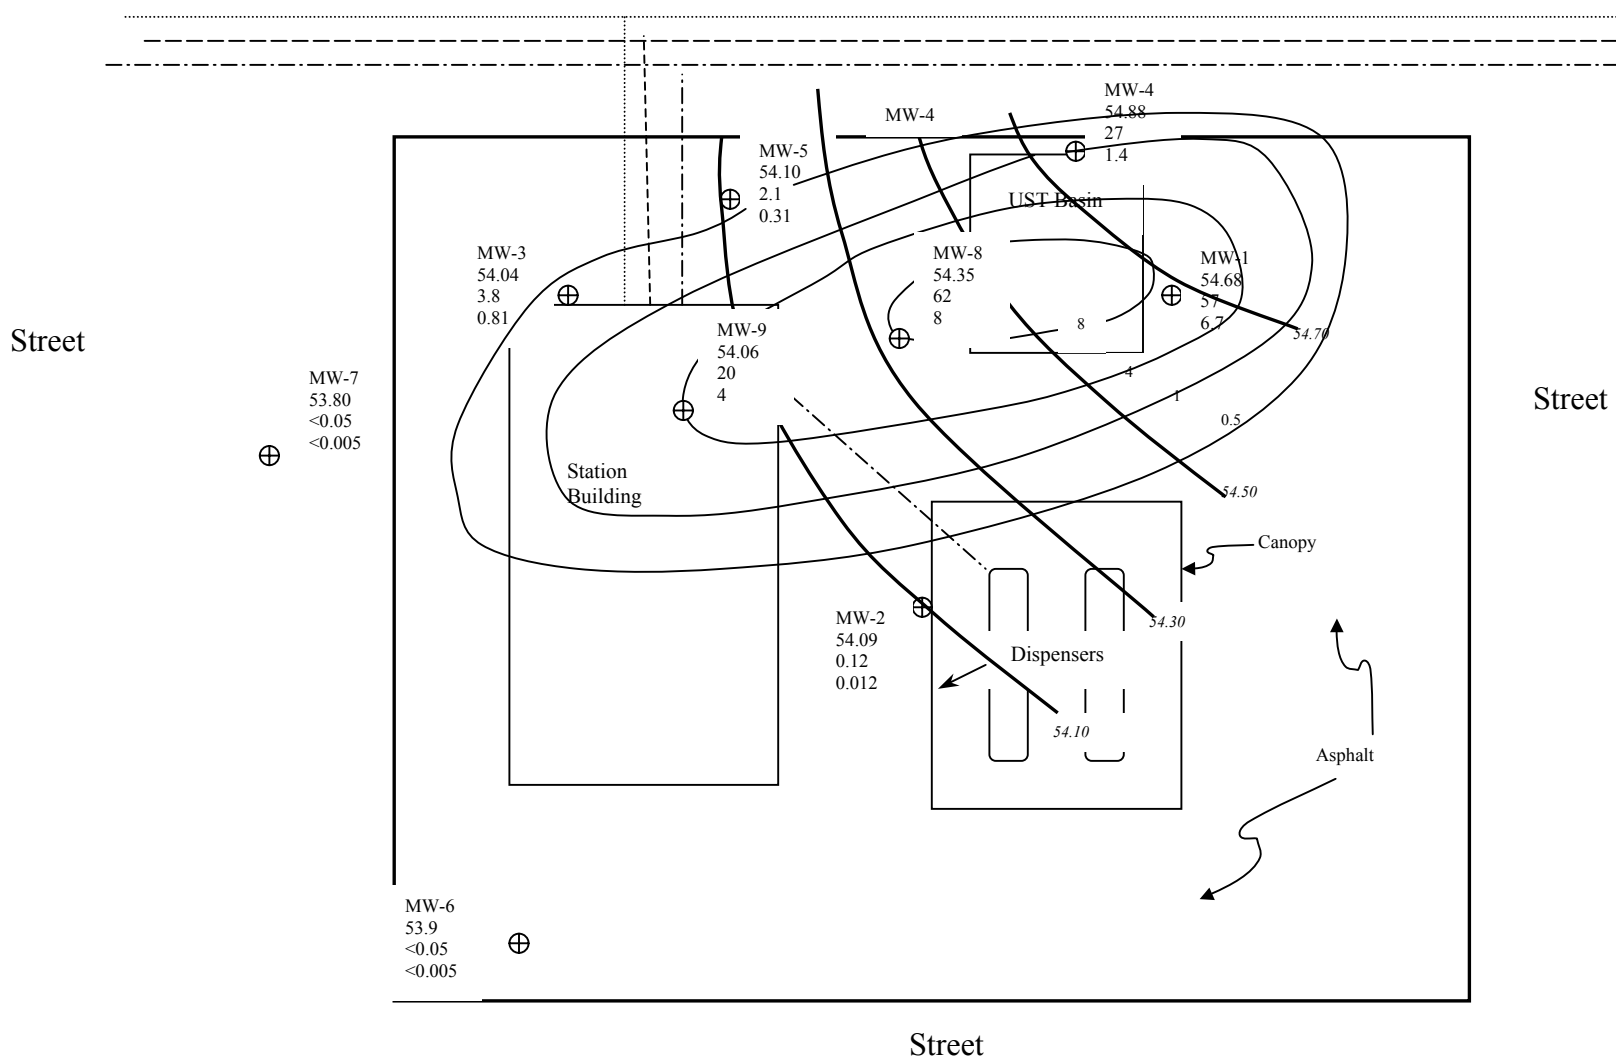 MW-4
54.88
27
1.4
MW-4
MW-5
54.10
2.1
0.31
UST Basin
MW-3
54.04
3.8
0.81
MW-8
54.35
62
8
MW-1
54.68
57
6.7
8
54.70
Street
MW-9
54.06
20
4
4
1
0.5
MW-7
53.80
<0.05
<0.005
Street
Station
Building
54.50
Canopy
MW-2
54.09
0.12
0.012
54.30
Dispensers
54.10
Asphalt
MW-6
53.9
<0.05
<0.005
Street